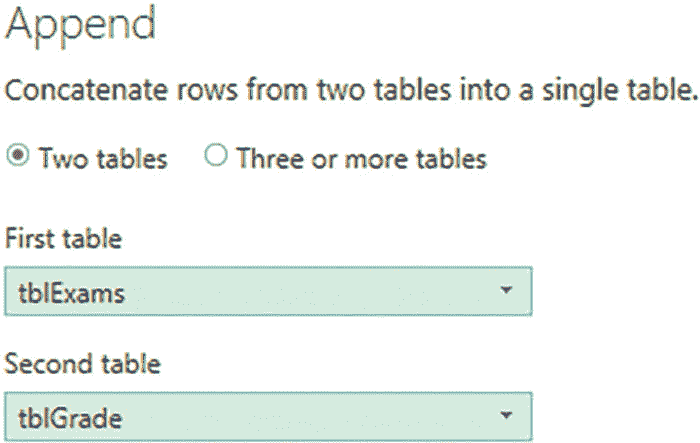 Append
Concatenate rows from two tables into a single table.
Two tables Three or more tables
First table
tblExams
Second table
tblGrade